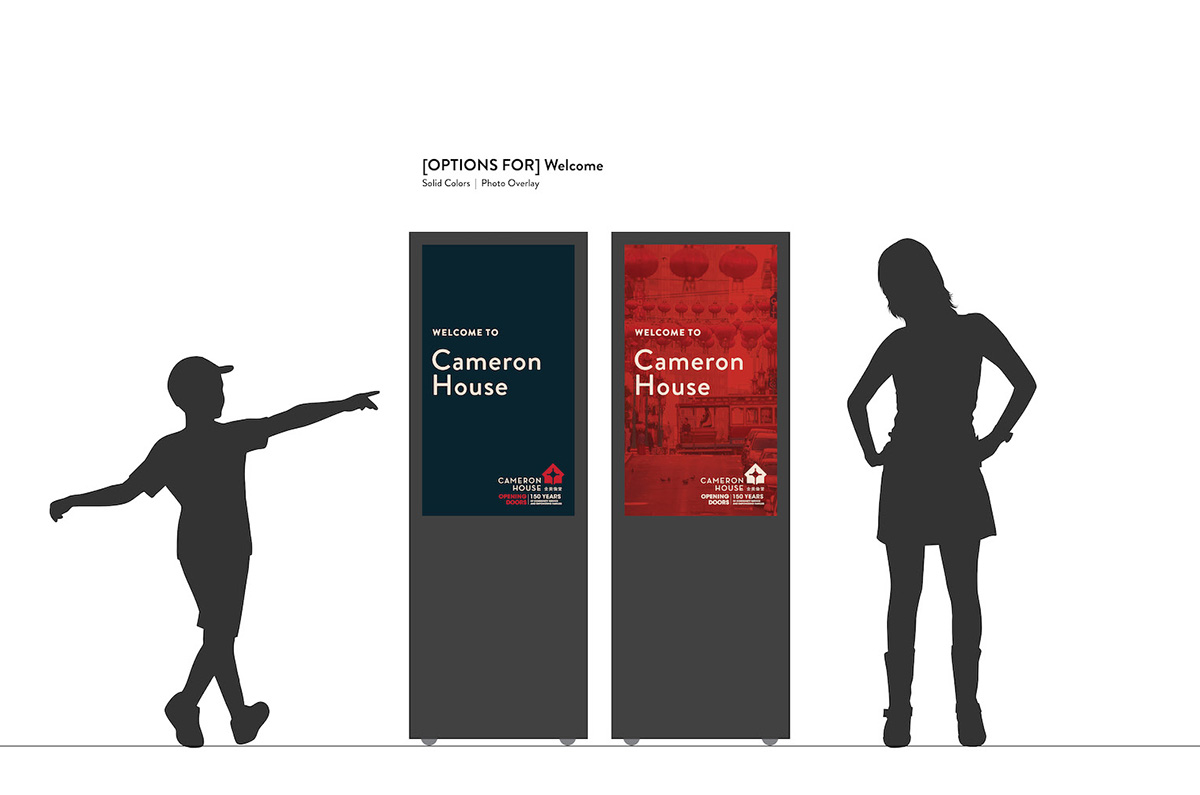 [OPTIONS FOR] Welcome
Solid Colors | Photo Overlay
WELCOME TO
Cameron
House
CAMERON
HOUSE
OPENING
DOORS
150 YEARS
WELCOME TO
Cameron
House
CAMERON
HOUSE
OPENING
DOORS
150 YEARS